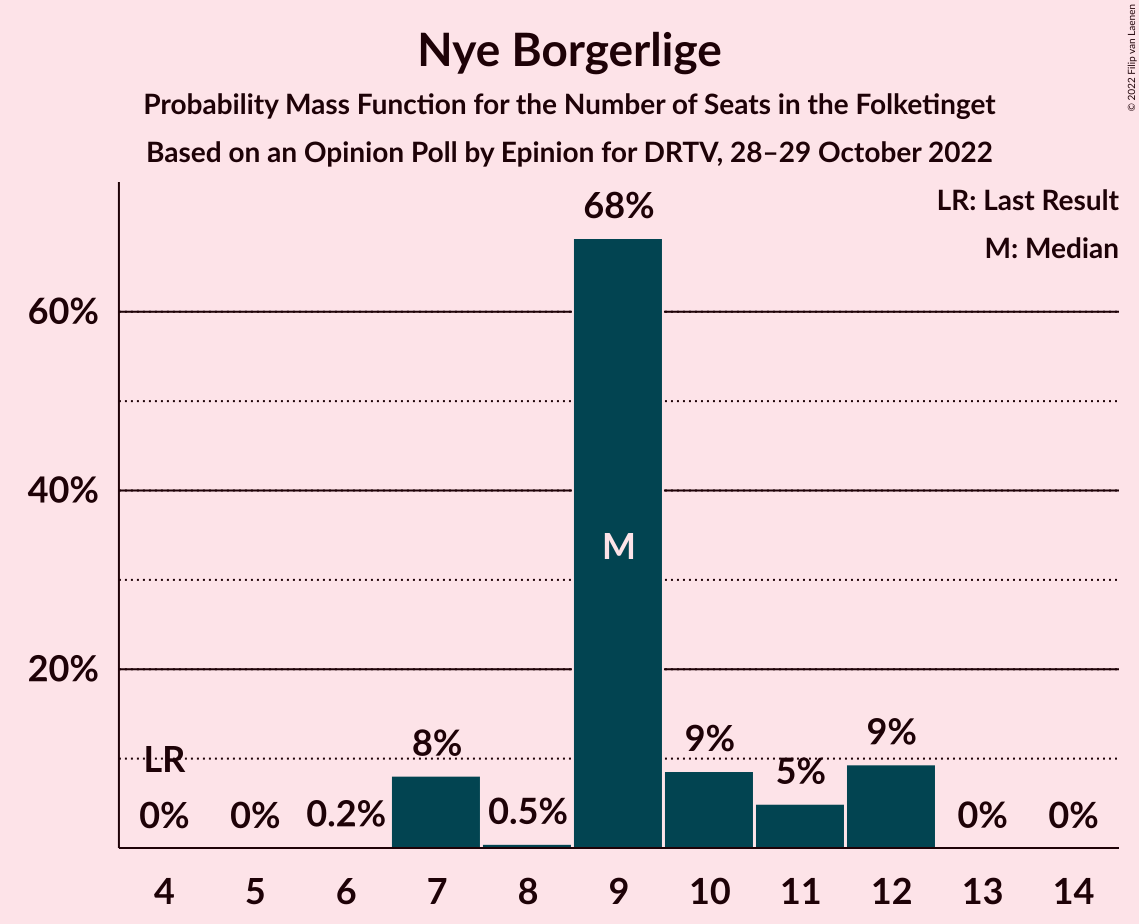 Nye Borgerlige
Probability Mass Function for the Number of Seats in the Folketinget
Based on an Opinion Poll by Epinion for DRTV, 28–29 October 2022
© 2022 Filip van Laenen
LR: Last Result
M: Median
60%
40%
20%
LR
0%
0%
0.2%
8%
0.5%
68%
M
9%
5%
9%
0%
0%
4 5 6 7 8 9 10 11 12 13 14